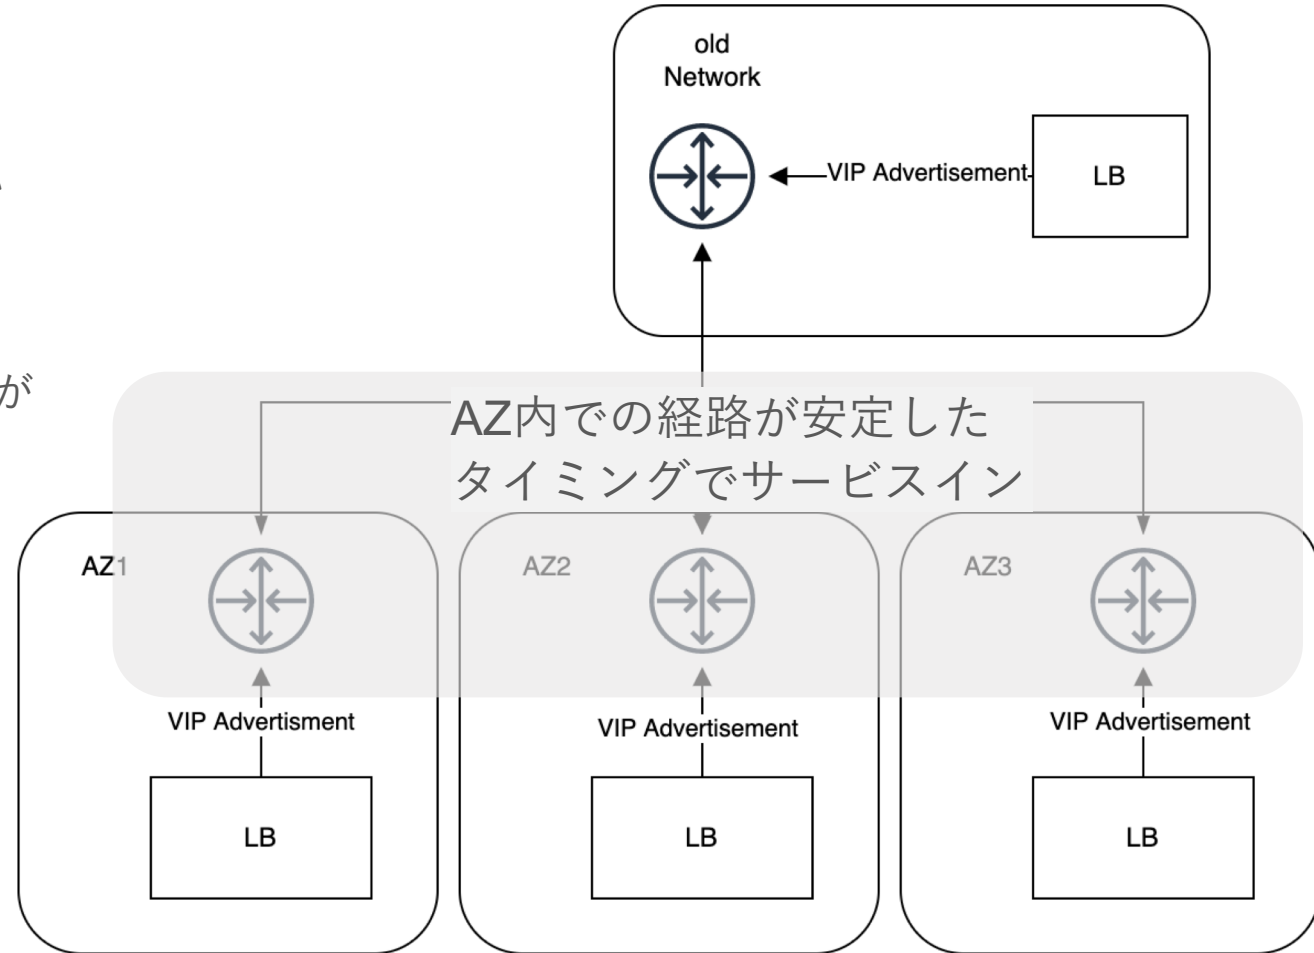 old
Network
VIP Advertisement
LB
が
AZ内での経路が安定した
タイミングでサービスイン
AZ1
AZ2
AZ3
VIP Advertisment
VIP Advertisement
VIP Advertisement
LB
LB
LB